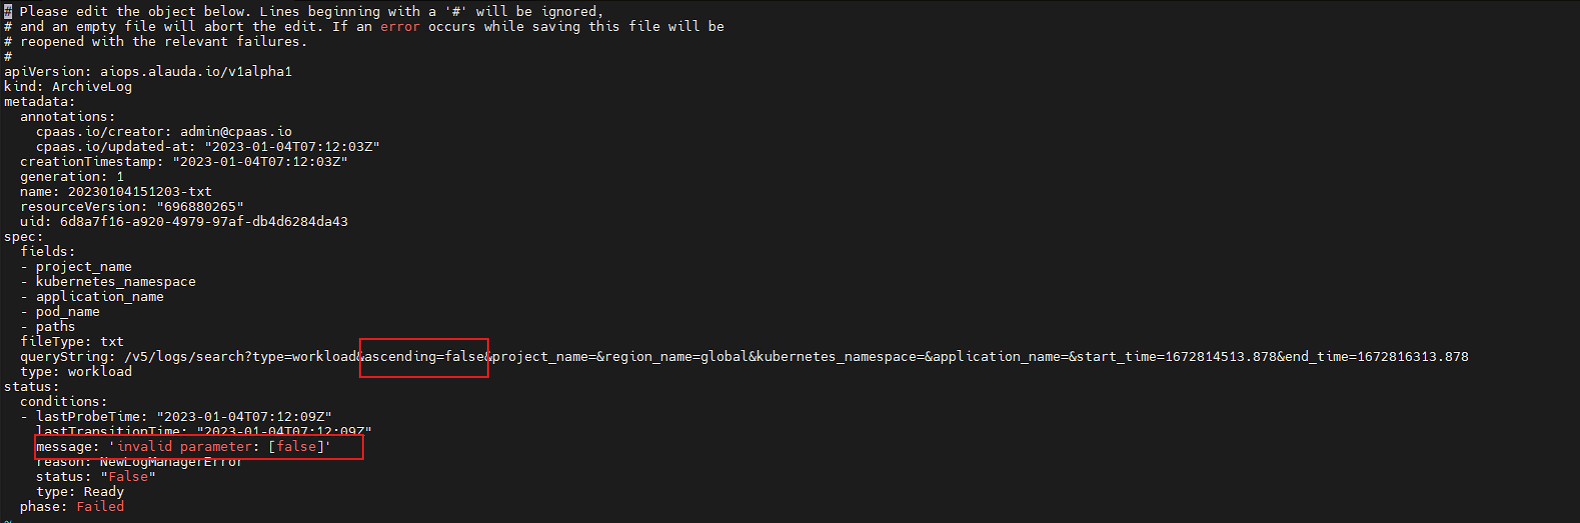 # Please edit the object below. Lines beginning with a '#' will be ignored,
# and an empty file will abort the edit. If an error occurs while saving this file will be
# reopened with the relevant failures.
#
apiVersion: aiops.alauda.io/v1alpha1
kind: ArchiveLog
metadata:
  annotations:
    cpaas.io/creator: admin@cpaas.io
    cpaas.io/updated-at: "2023-01-04T07:12:03Z"
  creationTimestamp: "2023-01-04T07:12:03Z"
  generation: 1
  name: 20230104151203-txt
  resourceVersion: "696880265"
  uid: 6d8a7f16-a920-4979-97af-db4d6284da43
spec:
  fields:
  - project_name
  - kubernetes_namespace
  - application_name
  - pod_name
  - paths
  fileType: txt
  queryString: /v5/logs/search?type=workload&ascending=false&project_name=&region_name=global&kubernetes_namespace=&application_name=&start_time=1672814513.878&end_time=1672816313.878
  type: workload
status:
  conditions:
  - lastProbeTime: "2023-01-04T07:12:09Z"
    lastTransitionTime: "2023-01-04T07:12:09Z"
    message: 'invalid parameter: [false]'
    reason: NewLogManagerError
    status: "False"
    type: Ready
  phase: Failed